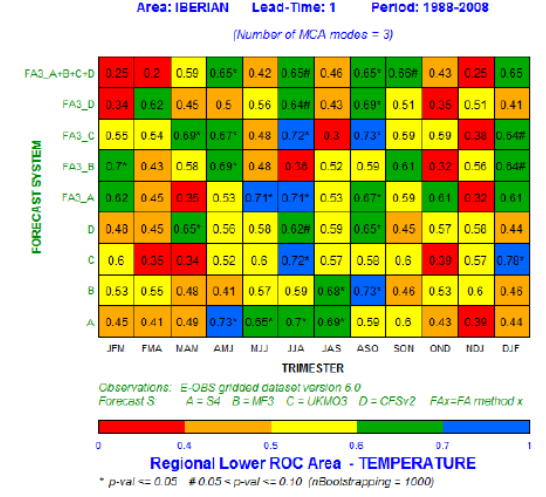 Area: IBERIAN Lead-Time: 1 Period: 1988-2008
(Number of MCA modes = 3)
FORECAST SYSTEM
FA3_A+B+C+D 0.25 0.2 0.59 0.65* 0.42 0.65# 0.46 0.65* 0.66# 0.43 0.25 0.65
FA3_D 0.34 0.62 0.45 0.5 0.56 0.64# 0.43 0.69* 0.51 0.35 0.51 0.41
FA3_C 0.55 0.54 0.69* 0.67* 0.48 0.72* 0.3 0.73* 0.59 0.59 0.38 0.64#
FA3_B 0.7* 0.43 0.58 0.69* 0.48 0.36 0.52 0.59 0.61 0.32 0.56 0.64#
FA3_A 0.62 0.45 0.35 0.53 0.71* 0.71* 0.53 0.67* 0.59 0.61 0.32 0.61
D 0.48 0.45 0.65* 0.56 0.58 0.62# 0.59 0.65* 0.45 0.57 0.58 0.44
C 0.6 0.35 0.34 0.52 0.6 0.72* 0.57 0.58 0.6 0.39 0.57 0.78*
B 0.53 0.55 0.48 0.41 0.57 0.59 0.68* 0.73* 0.46 0.53 0.6 0.46
A 0.45 0.41 0.49 0.73* 0.65* 0.7* 0.69* 0.59 0.6 0.43 0.39 0.44
JFM FMA MAM AMJ MJJ JJA JAS ASO SON OND NDJ DJF
TRIMESTER
Observations: E-OBS gridded dataset version 6.0
Forecast S: A = S4 B = MF3 C = UKMO3 D = CFSv2 FAx=FA method x
0 0.4 0.5 0.6 0.7 1
Regional Lower ROC Area - TEMPERATURE
* p-val <= 0.05 # 0.05 < p-val <= 0.10 (nBootstrapping = 1000)